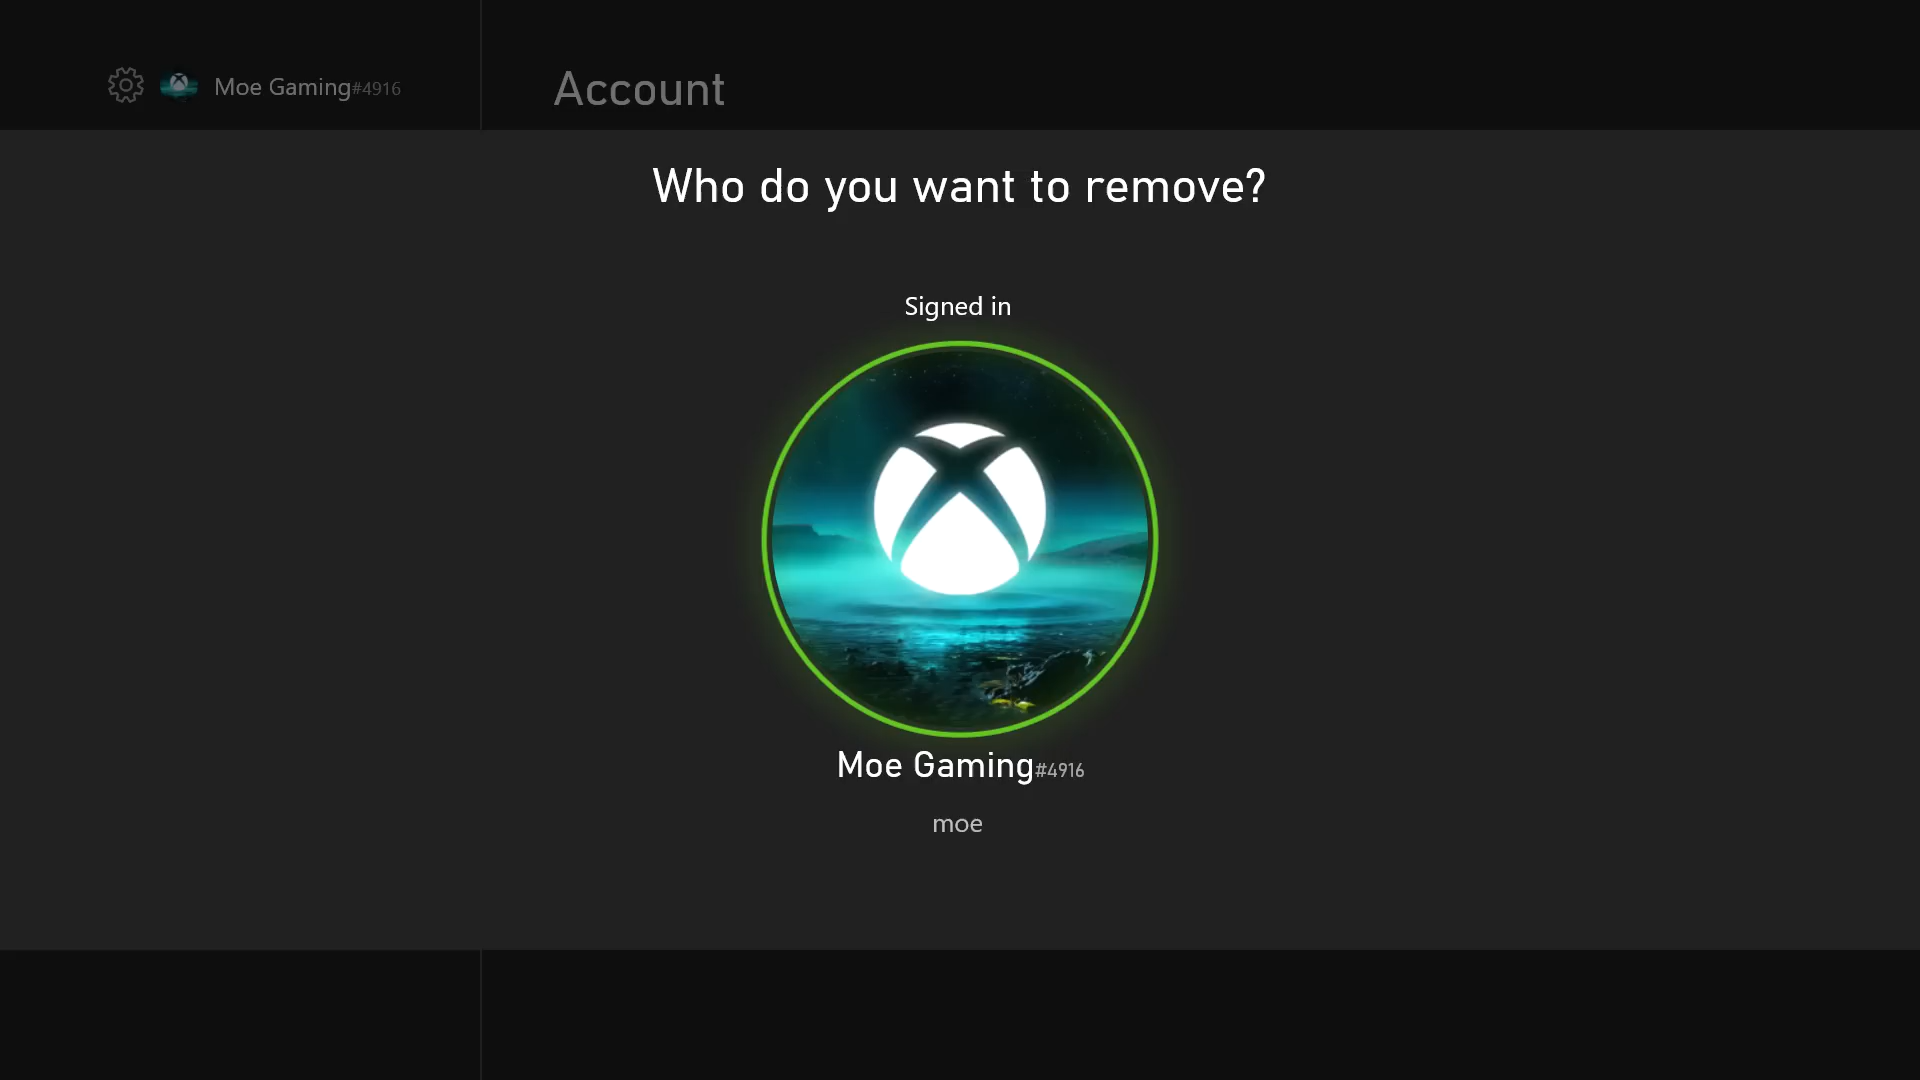 Moe Gaming#4916
Account
Who do you want to remove?
Signed in
Moe Gaming#4916
moe